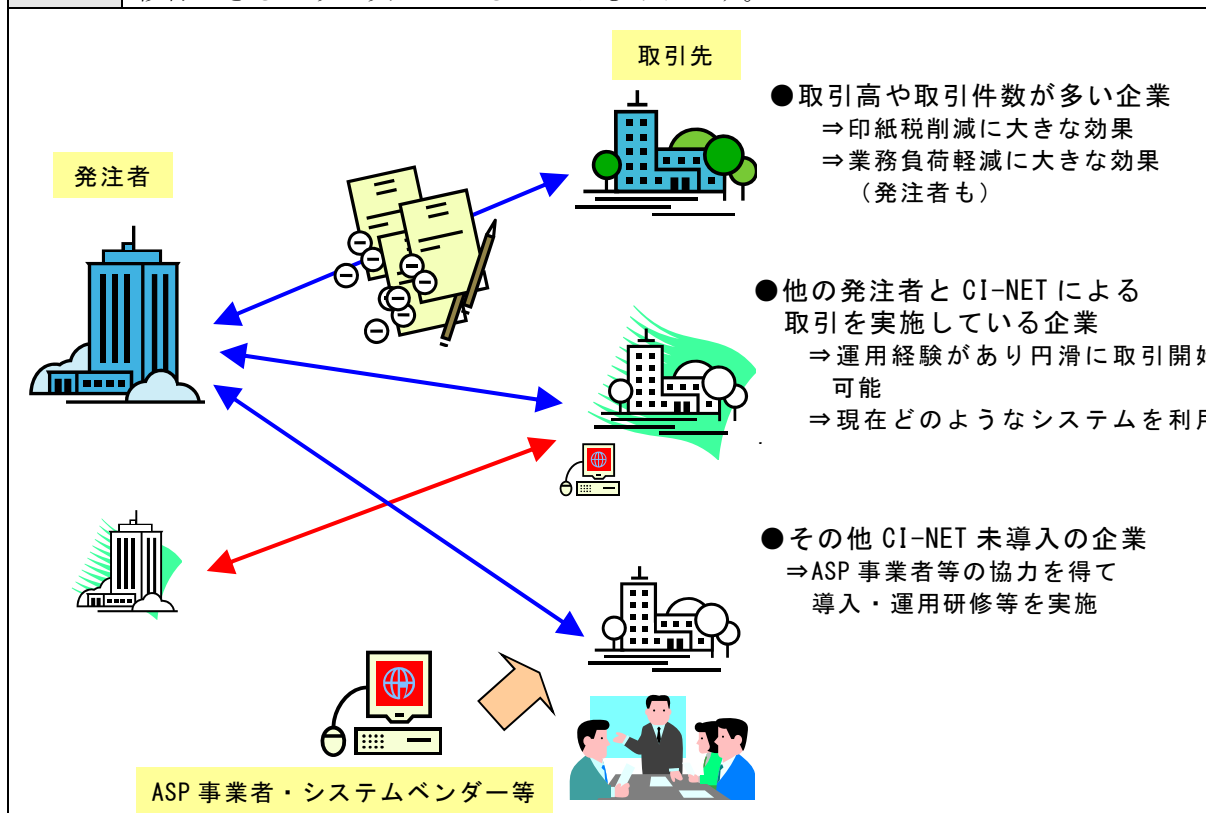 取引先
●取引高や取引件数が多い企業
⇒印紙税削減に大きな効果
⇒業務負荷軽減に大きな効果
（発注者も）
発注者
●他の発注者と CI-NET による
取引を実施している企業
⇒運用経験があり円滑に取引開始
可能
⇒現在どのようなシステムを利用
●その他 CI-NET 未導入の企業
⇒ASP 事業者等の協力を得て
導入・運用研修等を実施
ASP 事業者・システムベンダー等